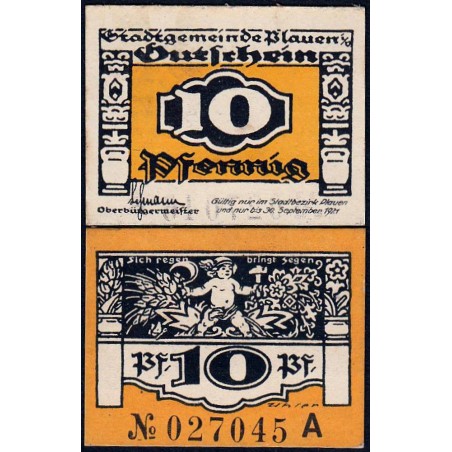 Stadtgemeinde Plauen i/V
Gutschein
10
Pfennig
Oberbürgermeister
Gültig nur im Stadtbezirk Plauen
und nur bis 30. September 1921
Sich regen bringt Segen
Pf. 10 Pf.
№ 027045 A